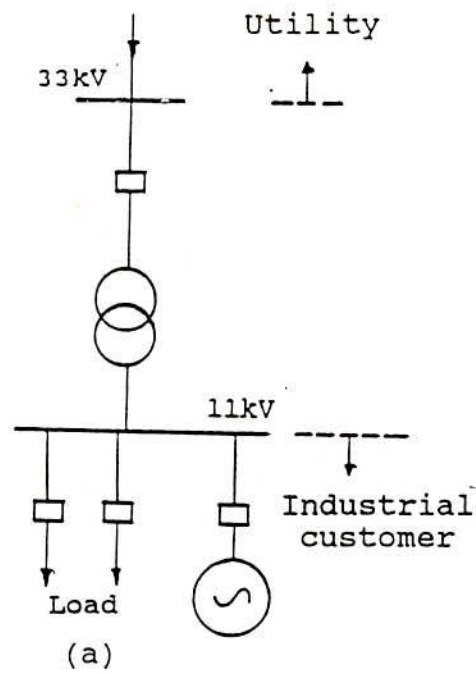 Utility
33kV
11kV
Industrial
customer
Load
(a)